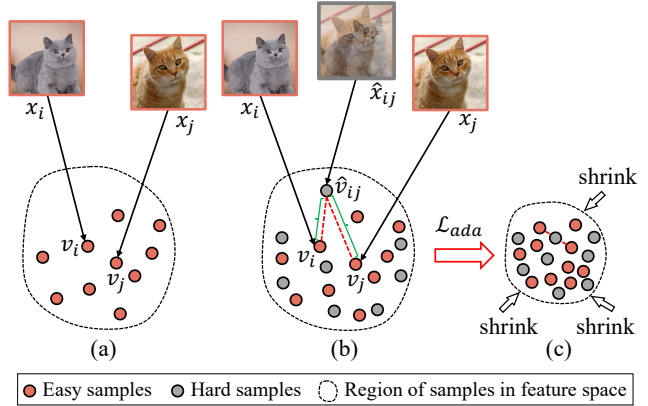 x_i
x_j
x_i
x̂_ij
x_j
v_i
v_j
v̂_ij
v_i
v_j
ℒ_ada
shrink
shrink
shrink
(a)
(b)
(c)
Easy samples
Hard samples
Region of samples in feature space